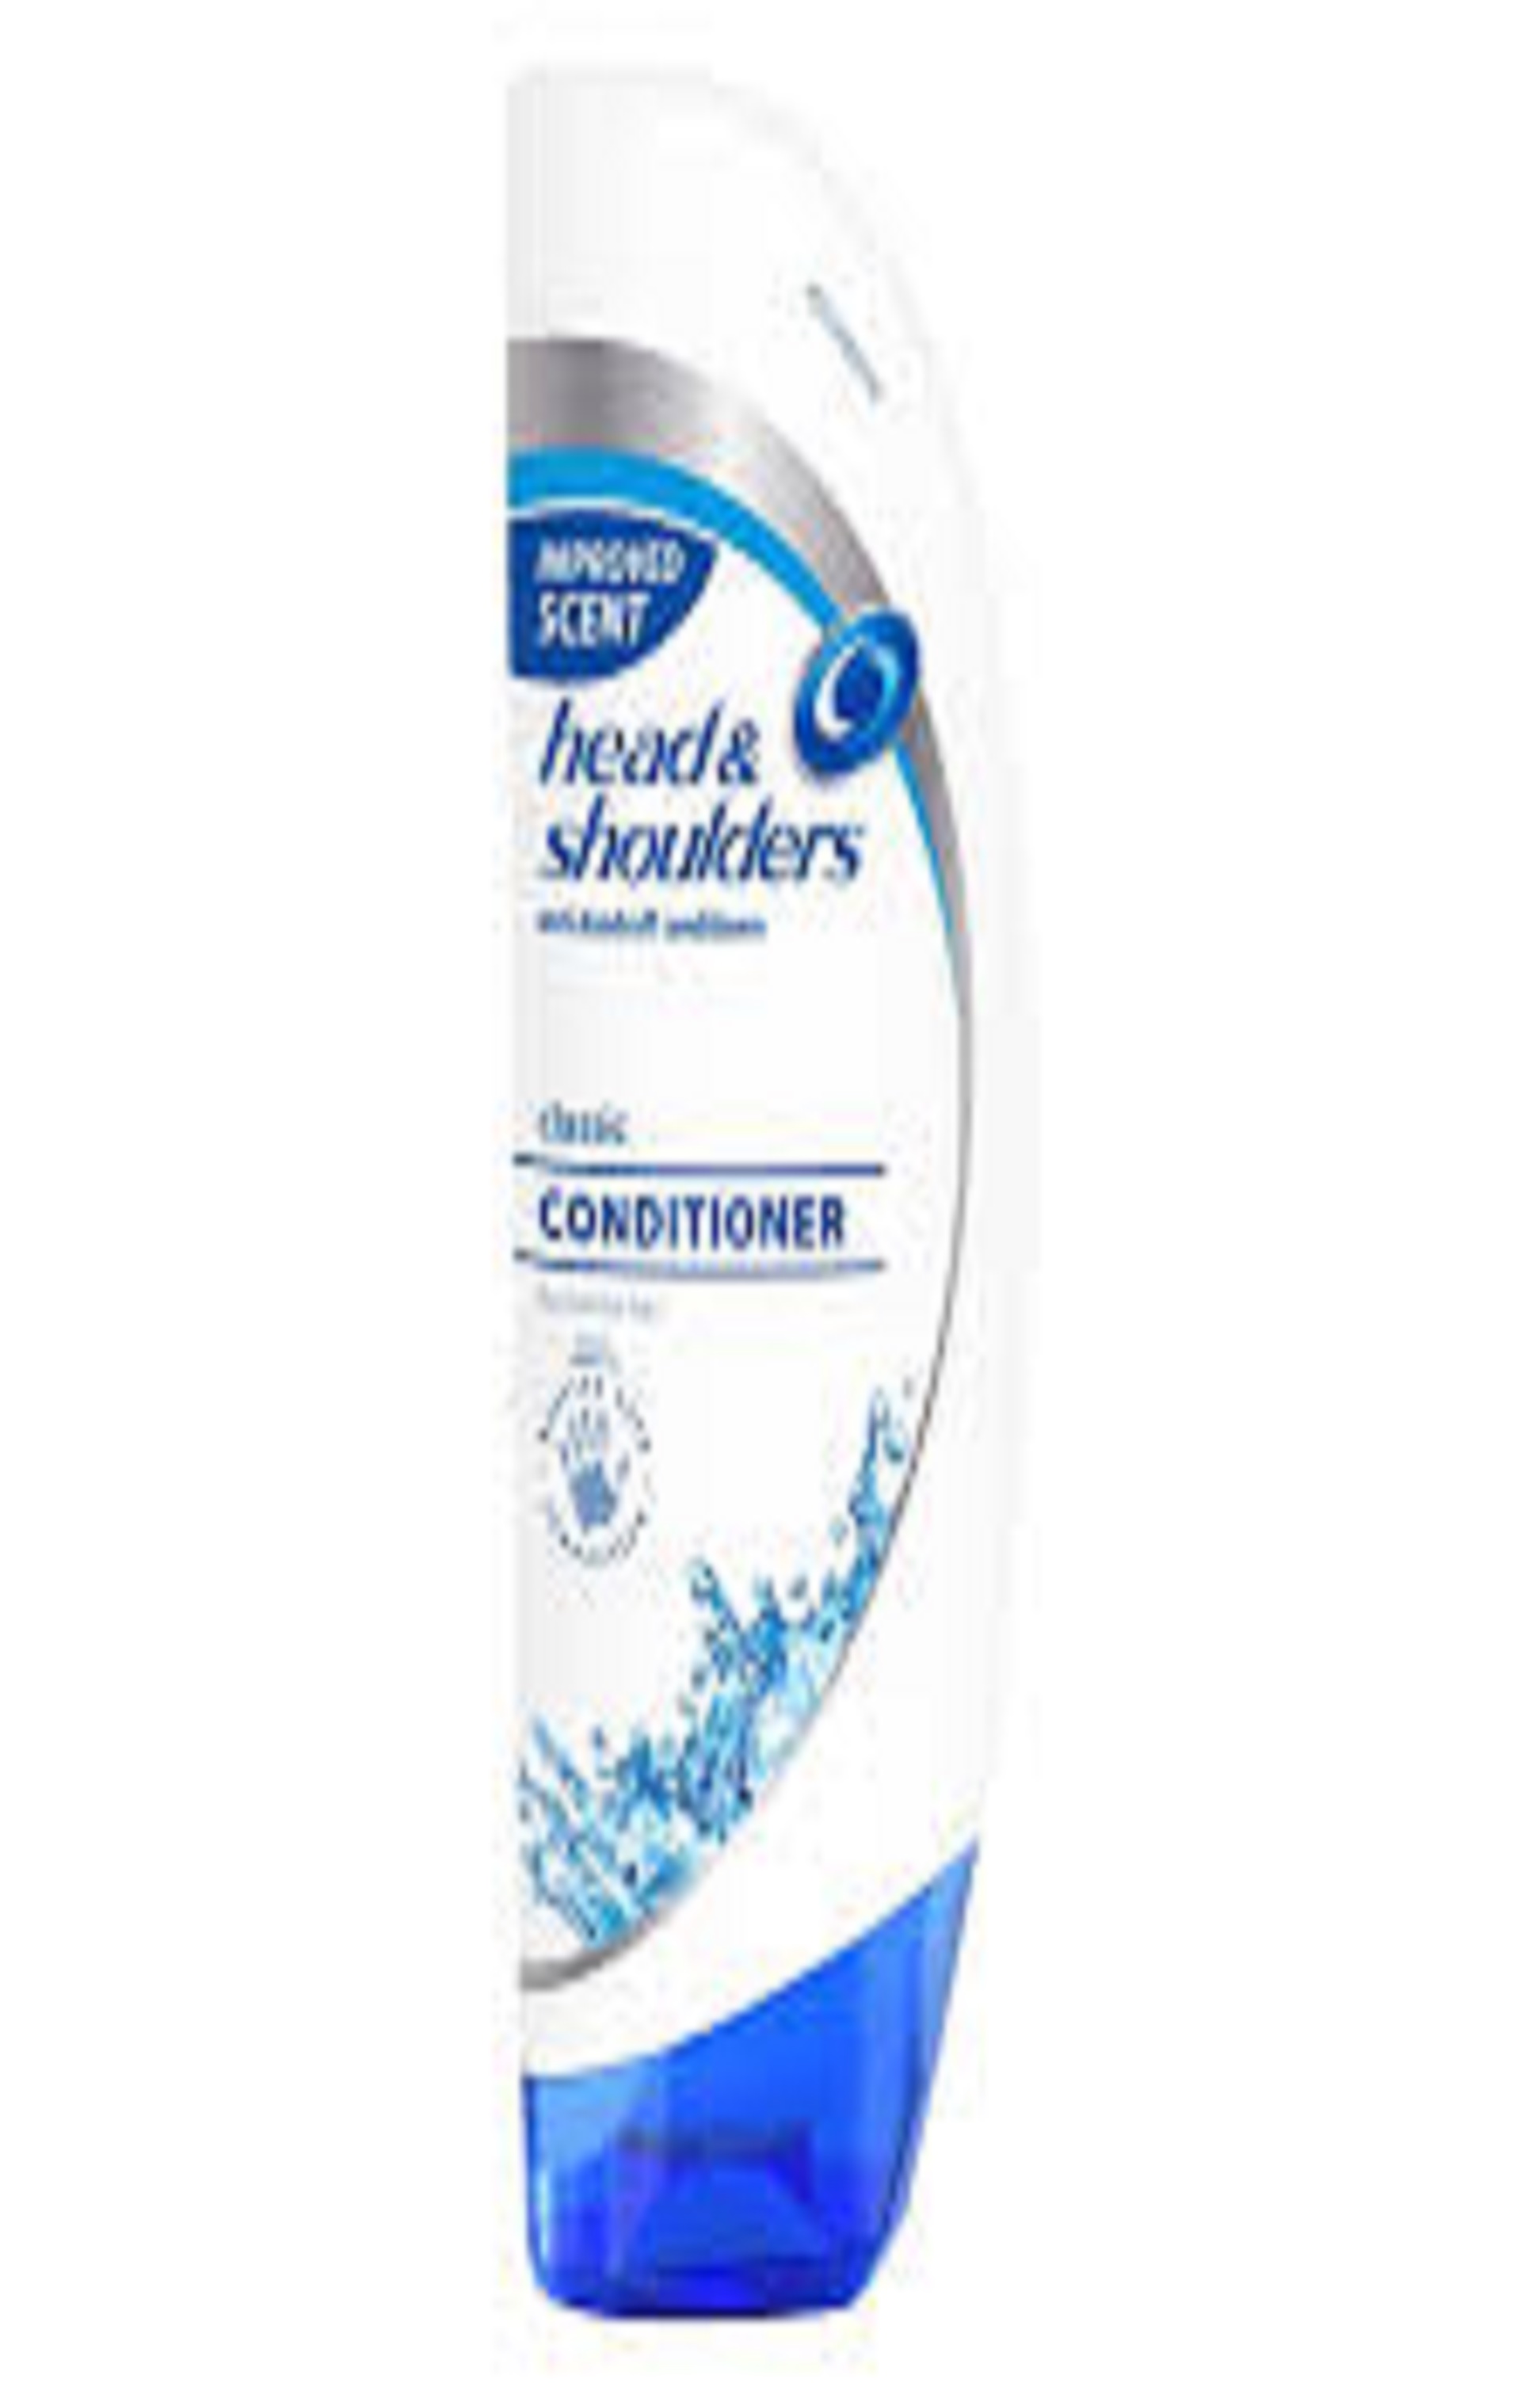 IMPROVED
SCENT
head &
shoulders
classic
CONDITIONER